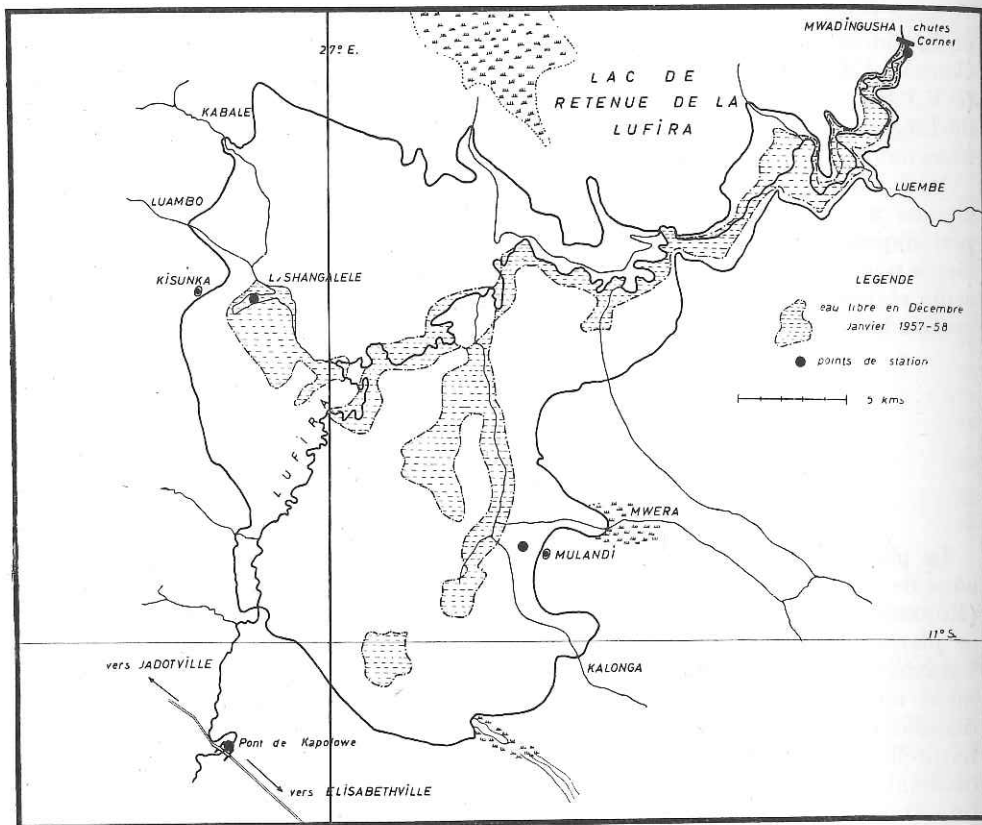 MWADINGUSHA chutes
Cornet
27° E.
LAC DE
RETENUE DE LA
LUFIRA
KABALE
LUEMBE
LUAMBO
KISUNKA
L. SHANGALELE
LEGENDE
eau libre en Décembre
Janvier 1957-58
points de station
5 kms
LUFIRA
MWERA
MULANDI
11° S.
vers JADOTVILLE
KALONGA
Pont de Kapolowe
vers ELISABETHVILLE